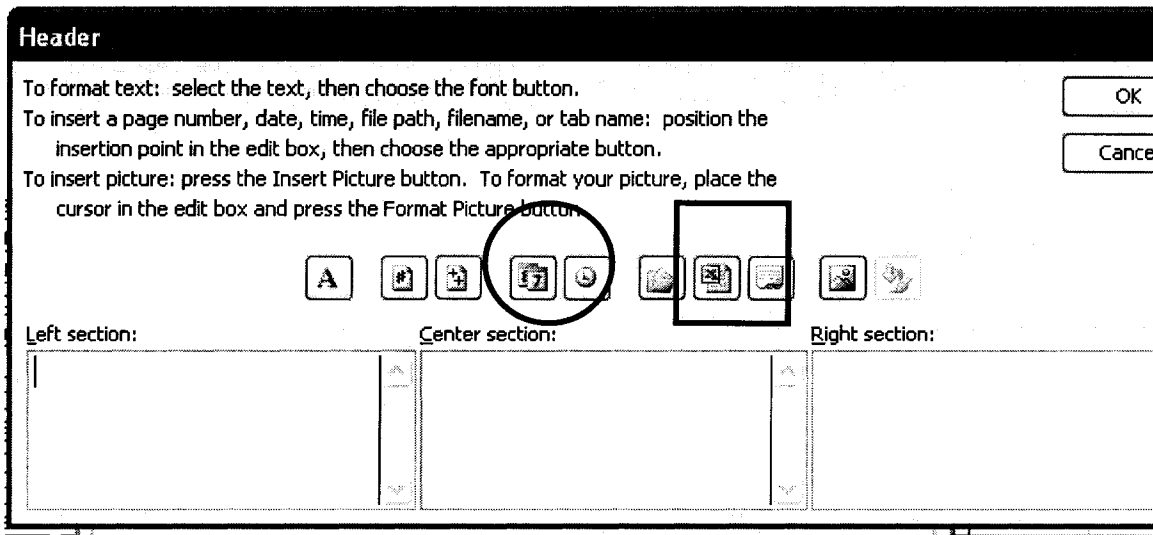 Header
To format text: select the text, then choose the font button.
To insert a page number, date, time, file path, filename, or tab name: position the
insertion point in the edit box, then choose the appropriate button.
To insert picture: press the Insert Picture button. To format your picture, place the
cursor in the edit box and press the Format Picture button.
OK
Cance
A
Left section:
Center section:
Right section: